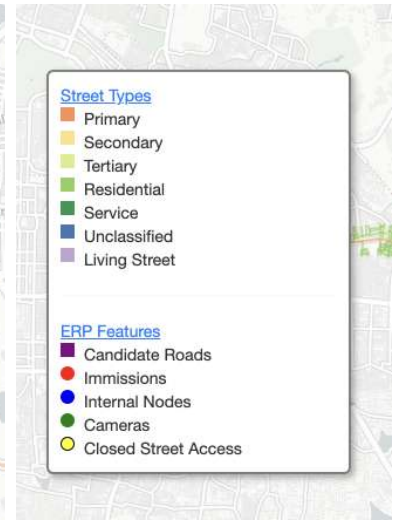 Street Types
Primary
Secondary
Tertiary
Residential
Service
Unclassified
Living Street
ERP Features
Candidate Roads
Immissions
Internal Nodes
Cameras
Closed Street Access